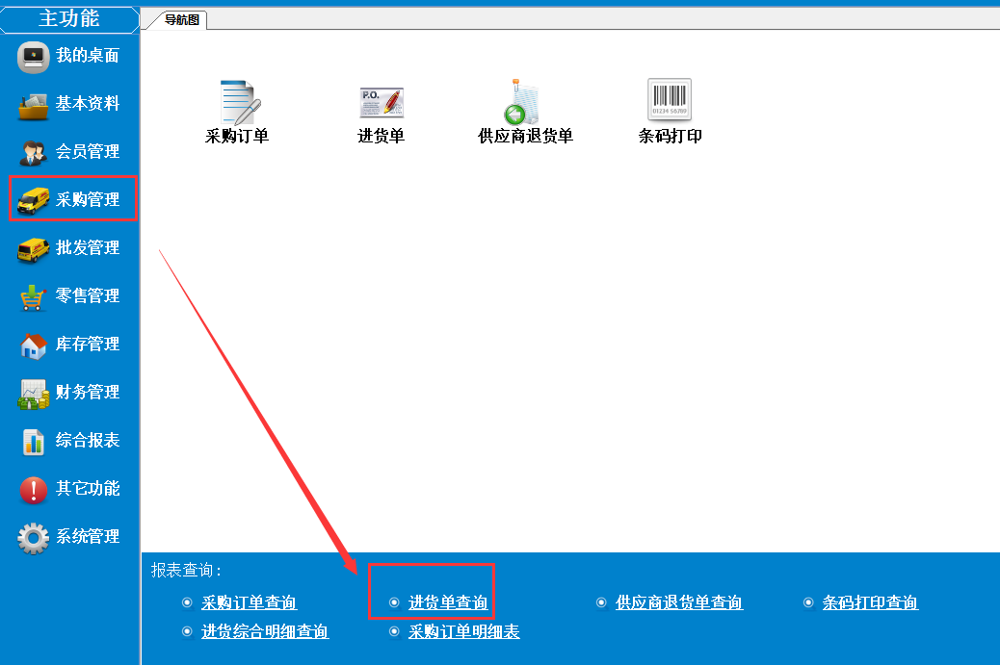 主功能
导航图
我的桌面
基本资料
会员管理
采购管理
批发管理
零售管理
库存管理
财务管理
综合报表
其它功能
系统管理
P.O.
01234 56789
采购订单 进货单 供应商退货单 条码打印
报表查询:
采购订单查询 进货单查询 供应商退货单查询 条码打印查询
进货综合明细查询 采购订单明细表